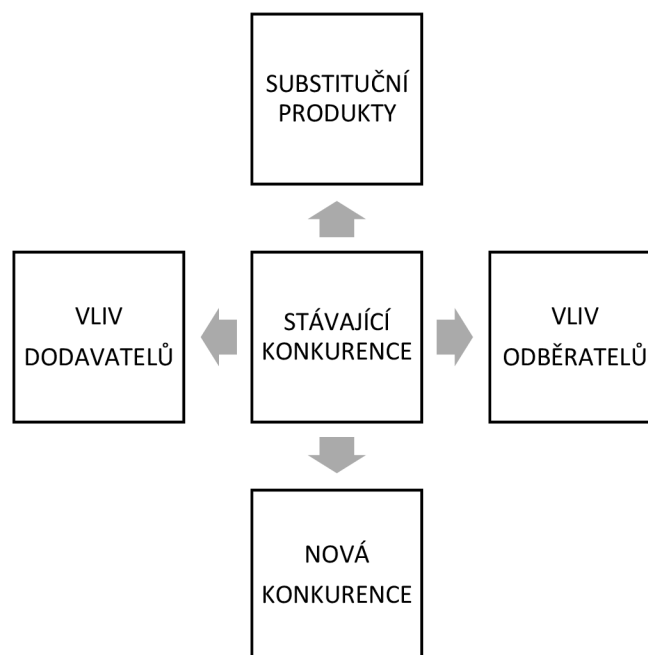 SUBSTITUČNÍ
PRODUKTY
VLIV
DODAVATELŮ
STÁVAJÍCÍ
KONKURENCE
VLIV
ODBĚRATELŮ
NOVÁ
KONKURENCE